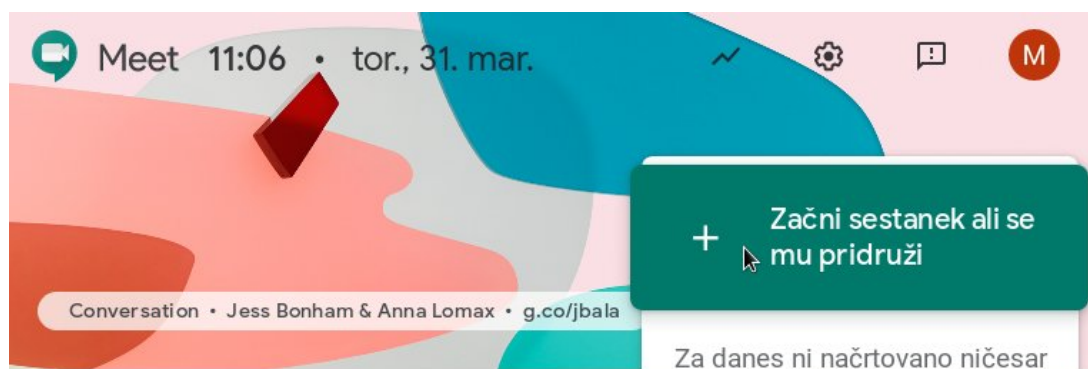 Meet 11:06 • tor., 31. mar.
M
Začni sestanek ali se
mu pridruži
Conversation • Jess Bonham & Anna Lomax • g.co/jbala
Za danes ni načrtovano ničesar